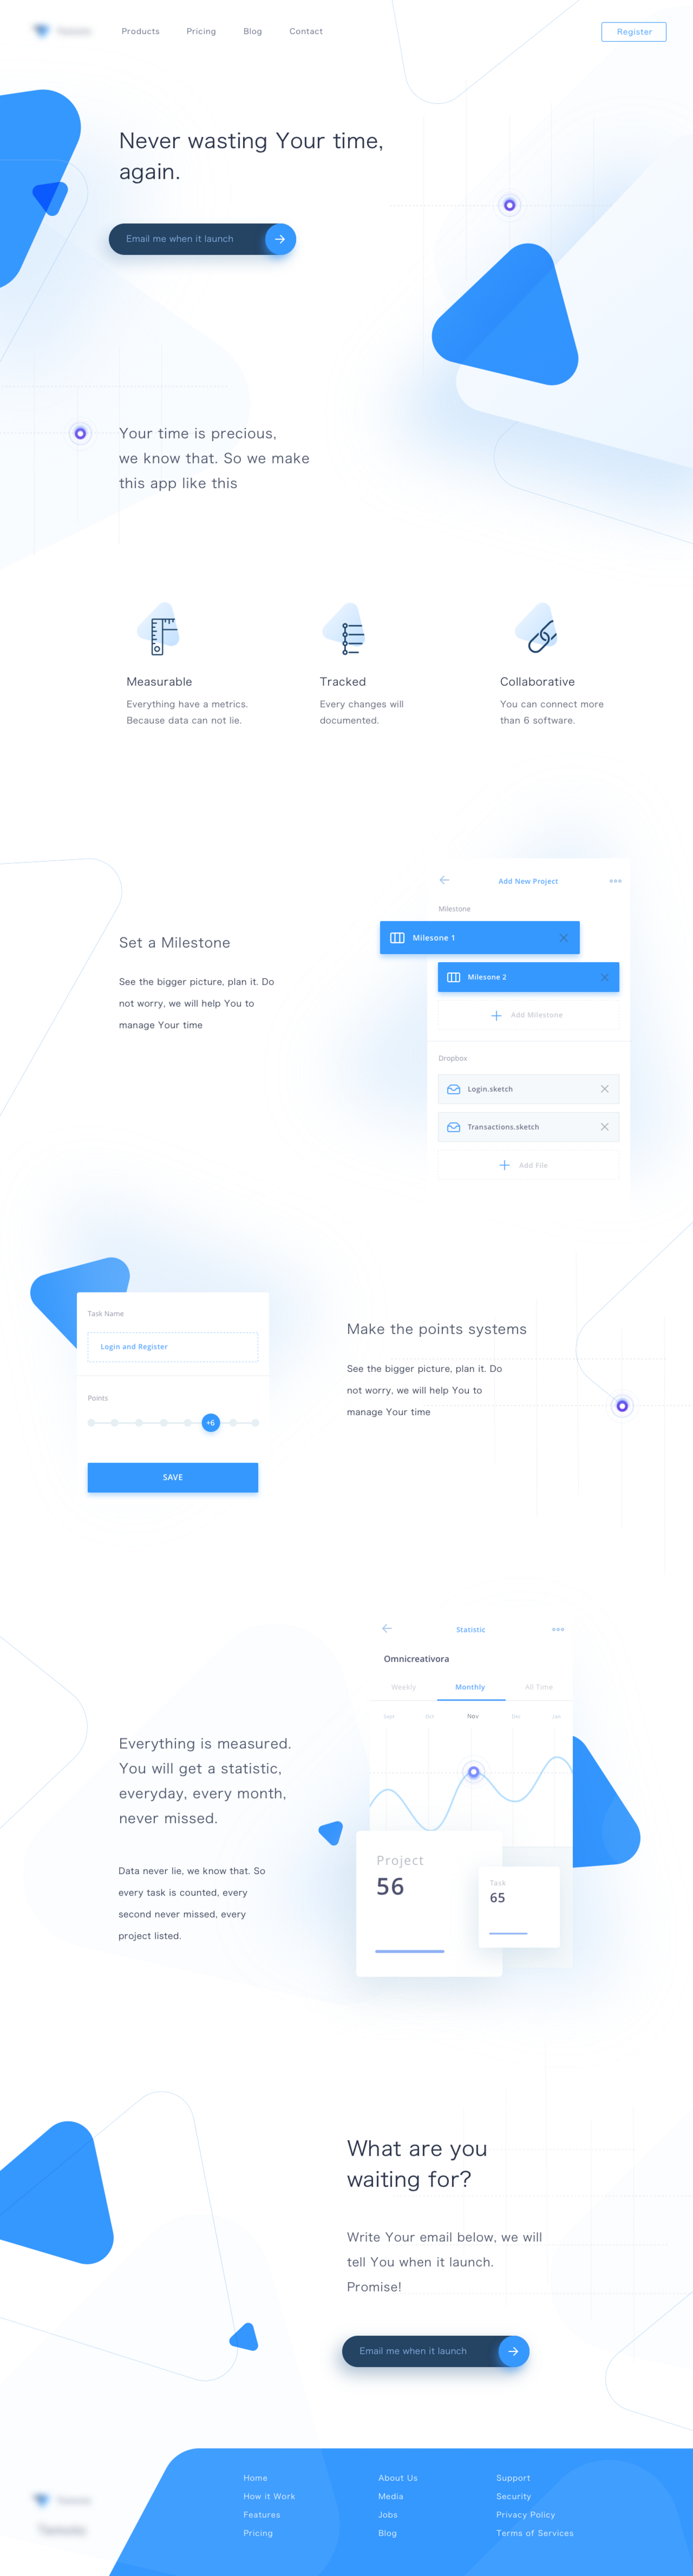 Products
Pricing
Blog
Contact
Register
Never wasting Your time,
again.
Email me when it launch
Your time is precious,
we know that. So we make
this app like this
Measurable
Everything have a metrics.
Because data can not lie.
Tracked
Every changes will
documented.
Collaborative
You can connect more
than 6 software.
Set a Milestone
See the bigger picture, plan it. Do
not worry, we will help You to
manage Your time
Add New Project
Milestone
Milesone 1
Milesone 2
Add Milestone
Dropbox
Login.sketch
Transactions.sketch
Add File
Task Name
Login and Register
Points
+6
SAVE
Make the points systems
See the bigger picture, plan it. Do
not worry, we will help You to
manage Your time
Everything is measured.
You will get a statistic,
everyday, every month,
never missed.
Data never lie, we know that. So
every task is counted, every
second never missed, every
project listed.
Statistic
Omnicreativora
Weekly
Monthly
All Time
Sept
Oct
Nov
Dec
Jan
Project
56
Task
65
What are you
waiting for?
Write Your email below, we will
tell You when it launch.
Promise!
Email me when it launch
Home
How it Work
Features
Pricing
About Us
Media
Jobs
Blog
Support
Security
Privacy Policy
Terms of Services